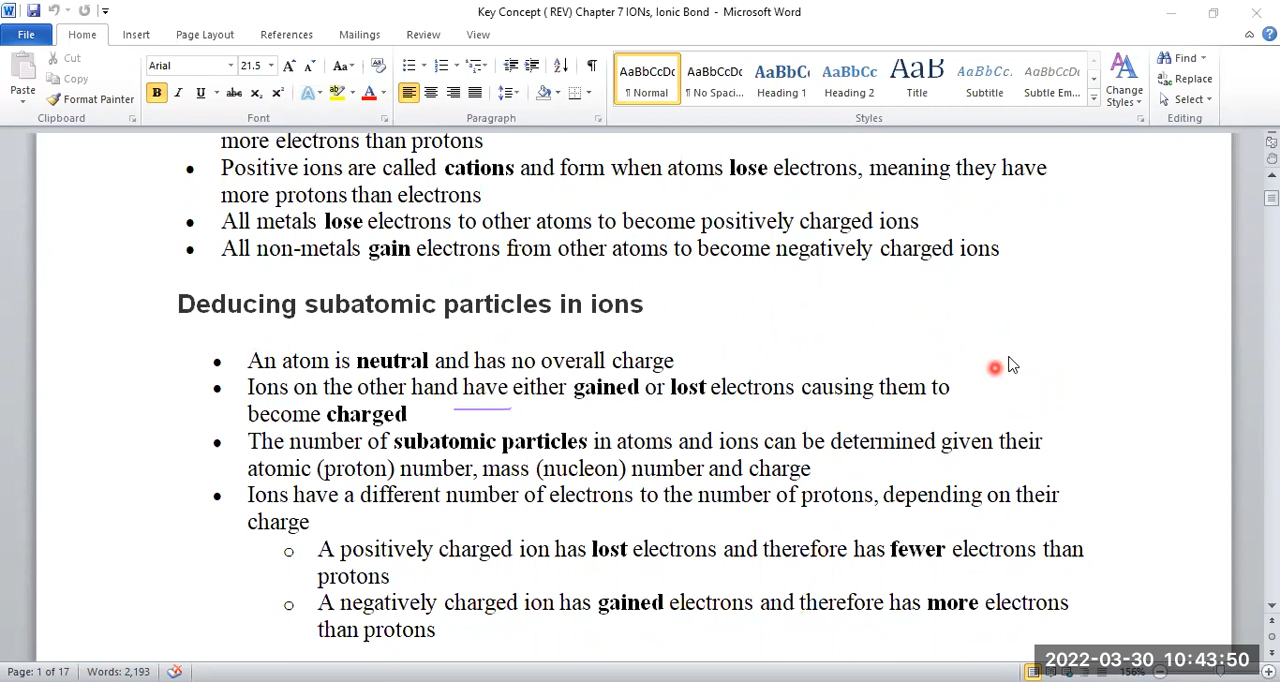 Key Concept ( REV) Chapter 7 IONs, Ionic Bond - Microsoft Word
File Home Insert Page Layout References Mailings Review View
Paste
Cut
Copy
Format Painter
Clipboard
Arial 21.5
Font
Paragraph
AaBbCcDc AaBbCcDc AaBbC AaBbCc AaB AaBbCc. AaBbCcDc
¶ Normal ¶ No Spaci... Heading 1 Heading 2 Title Subtitle Subtle Em...
Styles
Change Styles
Find
Replace
Select
Editing
more electrons than protons
• Positive ions are called cations and form when atoms lose electrons, meaning they have
more protons than electrons
• All metals lose electrons to other atoms to become positively charged ions
• All non-metals gain electrons from other atoms to become negatively charged ions
Deducing subatomic particles in ions
• An atom is neutral and has no overall charge
• Ions on the other hand have either gained or lost electrons causing them to
become charged
• The number of subatomic particles in atoms and ions can be determined given their
atomic (proton) number, mass (nucleon) number and charge
• Ions have a different number of electrons to the number of protons, depending on their
charge
o A positively charged ion has lost electrons and therefore has fewer electrons than
protons
o A negatively charged ion has gained electrons and therefore has more electrons
than protons
Page: 1 of 17 Words: 2,193
156%
2022-03-30 10:43:50